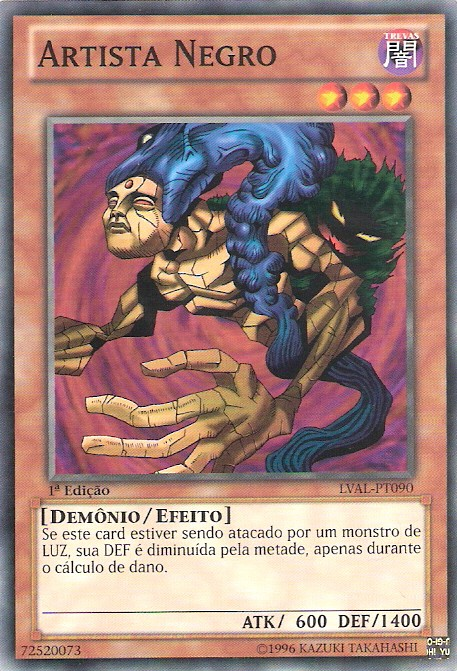 ARTISTA NEGRO
TREVAS
闇
1ª Edição
LVAL-PT090
[DEMÔNIO/EFEITO]
Se este card estiver sendo atacado por um monstro de
LUZ, sua DEF é diminuída pela metade, apenas durante
o cálculo de dano.
ATK/ 600 DEF/1400
72520073
©1996 KAZUKI TAKAHASHI